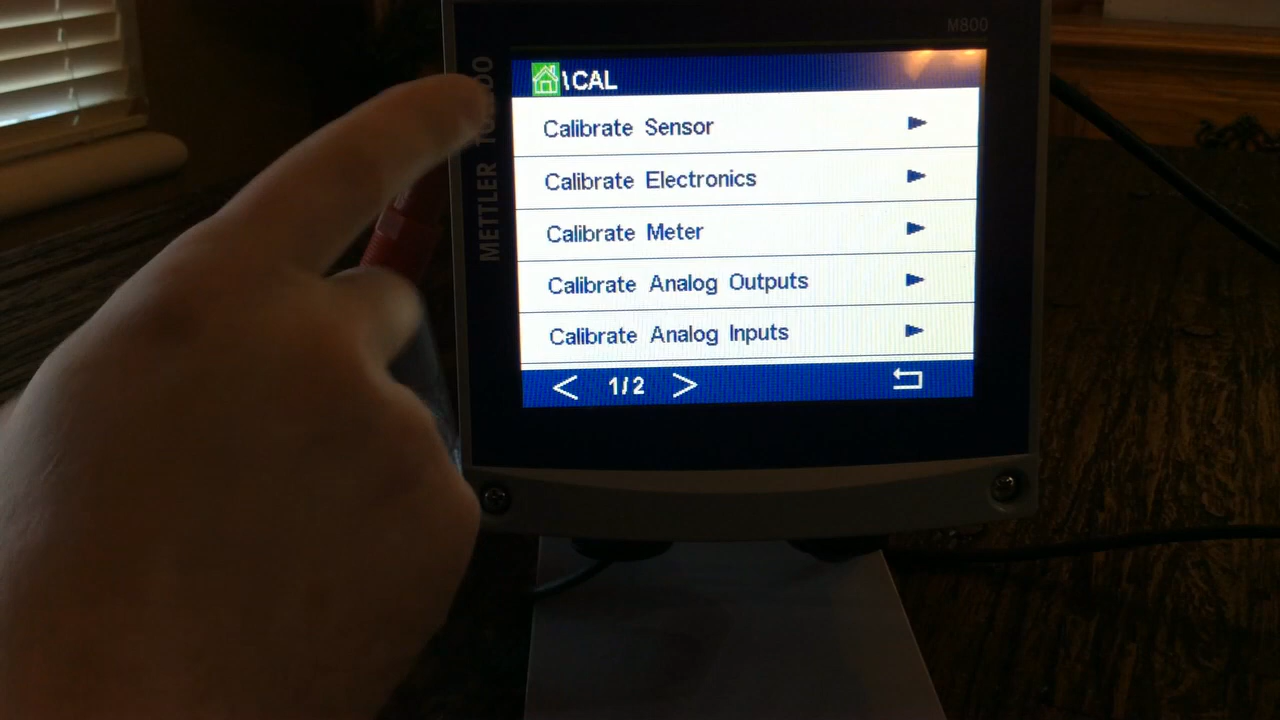 M800
METTLER
\CAL
Calibrate Sensor
Calibrate Electronics
Calibrate Meter
Calibrate Analog Outputs
Calibrate Analog Inputs
< 1/2 >